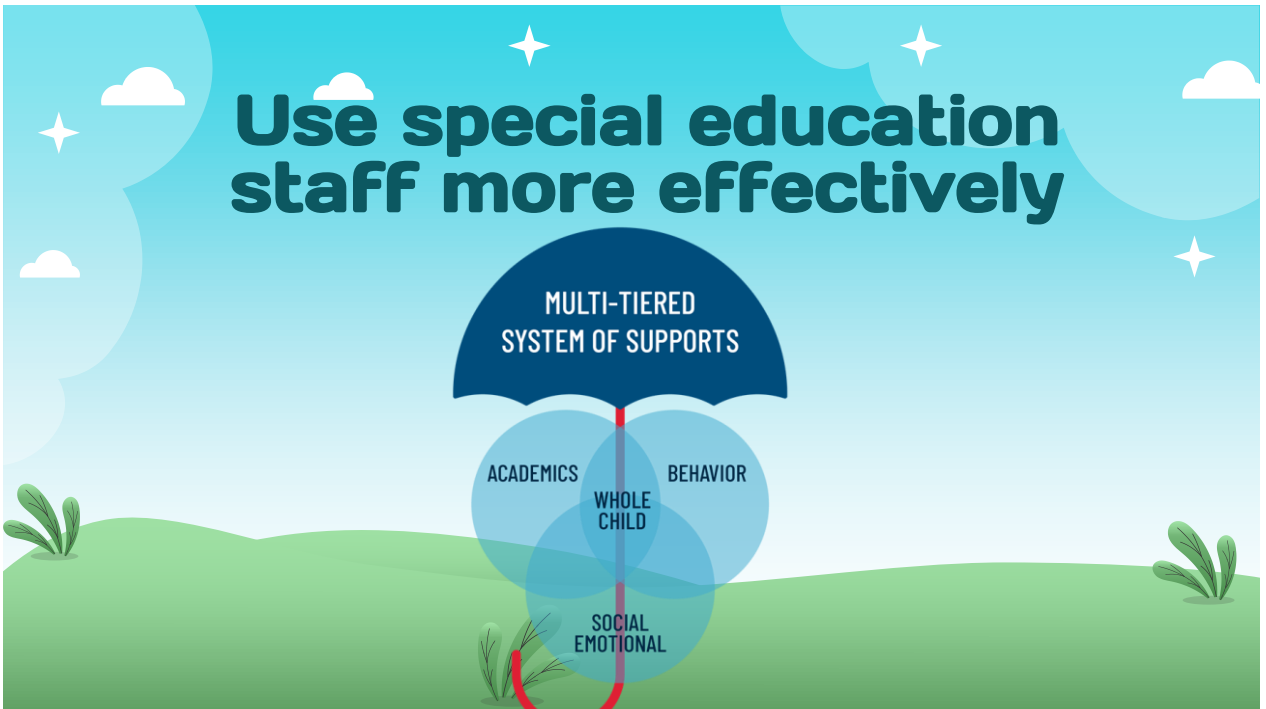 Use special education
staff more effectively
MULTI-TIERED
SYSTEM OF SUPPORTS
ACADEMICS
BEHAVIOR
WHOLE
CHILD
SOCIAL
EMOTIONAL